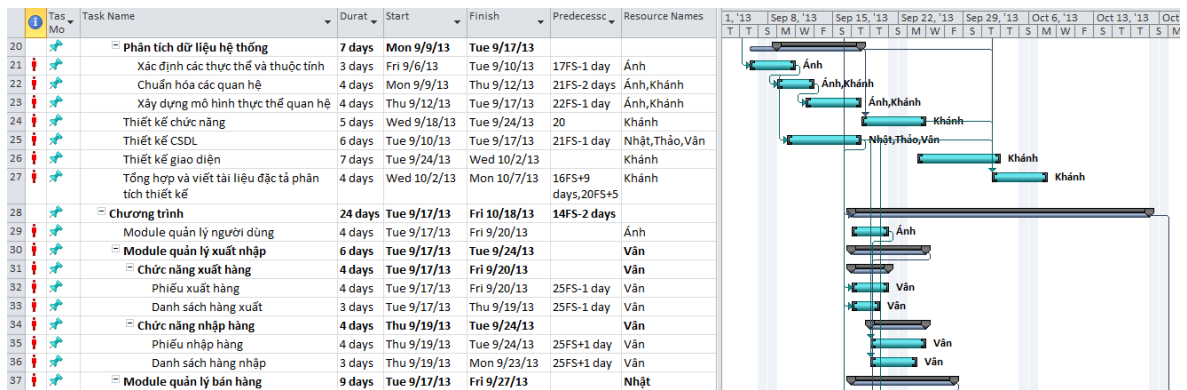 Tas Mo Task Name Durat Start Finish Predecessc Resource Names 1, '13 Sep 8, '13 Sep 15, '13 Sep 22, '13 Sep 29, '13 Oct 6, '13 Oct 13, '13 Oct
T T S M W F S T T S M W F S T T S M W F S T T S M
20 Phân tích dữ liệu hệ thống 7 days Mon 9/9/13 Tue 9/17/13
21 Xác định các thực thể và thuộc tính 3 days Fri 9/6/13 Tue 9/10/13 17FS-1 day Ánh Ánh
22 Chuẩn hóa các quan hệ 4 days Mon 9/9/13 Thu 9/12/13 21FS-2 days Ánh,Khánh Ánh,Khánh
23 Xây dựng mô hình thực thể quan hệ 4 days Thu 9/12/13 Tue 9/17/13 22FS-1 day Ánh,Khánh Ánh,Khánh
24 Thiết kế chức năng 5 days Wed 9/18/13 Tue 9/24/13 20 Khánh Khánh
25 Thiết kế CSDL 6 days Tue 9/10/13 Tue 9/17/13 21FS-1 day Nhật,Thảo,Vân Nhật,Thảo,Vân
26 Thiết kế giao diện 7 days Tue 9/24/13 Wed 10/2/13 Khánh Khánh
27 Tổng hợp và viết tài liệu đặc tả phân tích thiết kế 4 days Wed 10/2/13 Mon 10/7/13 16FS+9 days,20FS+5 Khánh Khánh
28 Chương trình 24 days Tue 9/17/13 Fri 10/18/13 14FS-2 days
29 Module quản lý người dùng 4 days Tue 9/17/13 Fri 9/20/13 Ánh Ánh
30 Module quản lý xuất nhập 6 days Tue 9/17/13 Tue 9/24/13 Vân
31 Chức năng xuất hàng 4 days Tue 9/17/13 Fri 9/20/13 Vân
32 Phiếu xuất hàng 4 days Tue 9/17/13 Fri 9/20/13 25FS-1 day Vân Vân
33 Danh sách hàng xuất 3 days Tue 9/17/13 Thu 9/19/13 25FS-1 day Vân Vân
34 Chức năng nhập hàng 4 days Thu 9/19/13 Tue 9/24/13 Vân
35 Phiếu nhập hàng 4 days Thu 9/19/13 Tue 9/24/13 25FS+1 day Vân Vân
36 Danh sách hàng nhập 3 days Thu 9/19/13 Mon 9/23/13 25FS+1 day Vân Vân
37 Module quản lý bán hàng 9 days Tue 9/17/13 Fri 9/27/13 Nhật